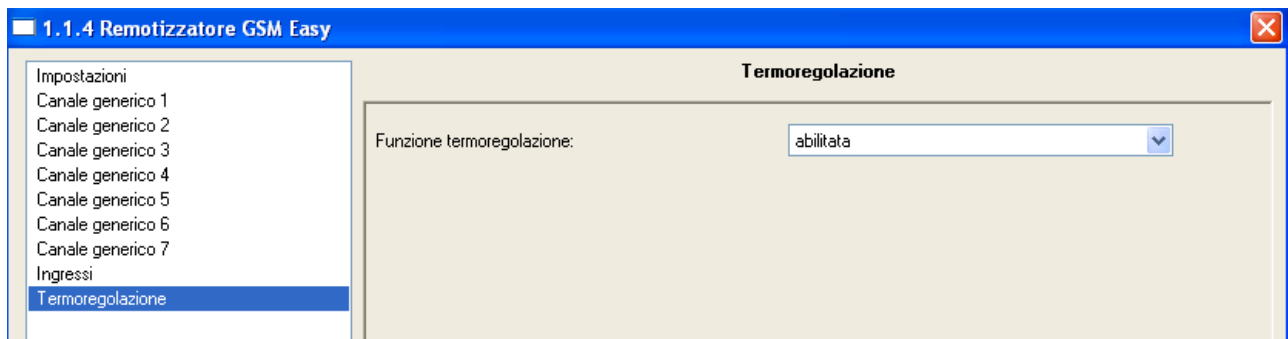 1.1.4 Remotizzatore GSM Easy
Impostazioni
Canale generico 1
Canale generico 2
Canale generico 3
Canale generico 4
Canale generico 5
Canale generico 6
Canale generico 7
Ingressi
Termoregolazione
Termoregolazione
Funzione termoregolazione:
abilitata